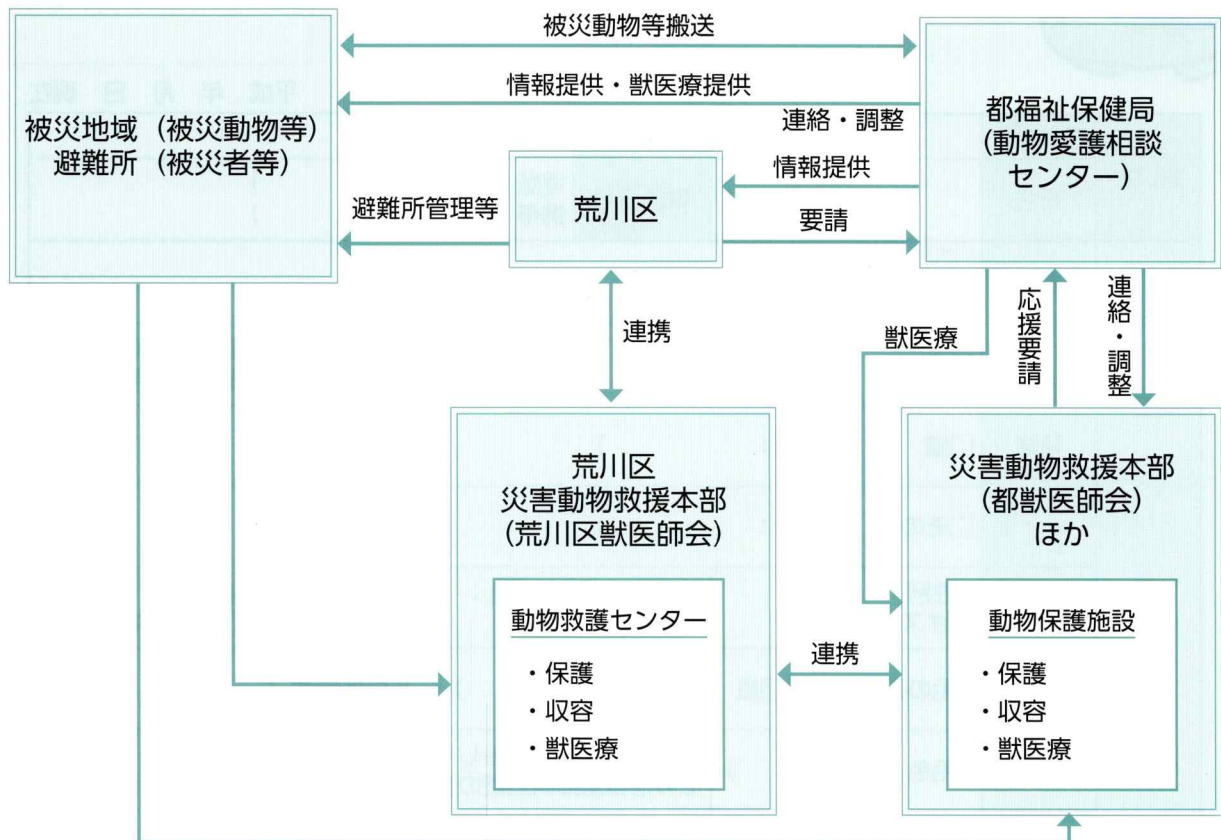 被災動物等搬送
情報提供・獣医療提供
連絡・調整
被災地域（被災動物等）
避難所（被災者等）
都福祉保健局
（動物愛護相談
センター）
情報提供
荒川区
避難所管理等
要請
連携
獣医療
応援要請
連絡・調整
荒川区
災害動物救援本部
（荒川区獣医師会）
動物救護センター
・保護
・収容
・獣医療
連携
災害動物救援本部
（都獣医師会）
ほか
動物保護施設
・保護
・収容
・獣医療